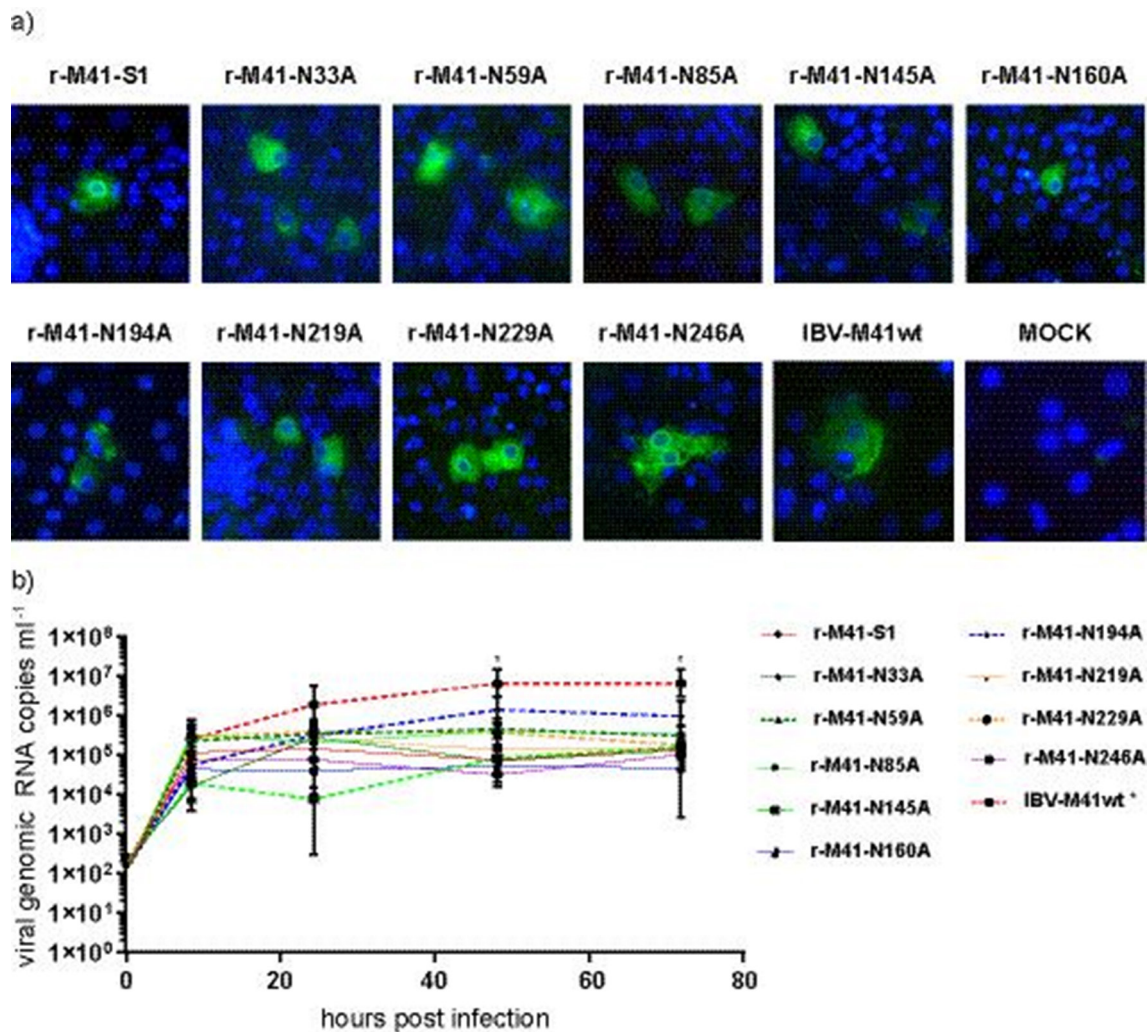 a)
r-M41-S1 r-M41-N33A r-M41-N59A r-M41-N85A r-M41-N145A r-M41-N160A
r-M41-N194A r-M41-N219A r-M41-N229A r-M41-N246A IBV-M41wt MOCK
b)
viral genomic RNA copies ml⁻¹
1×10⁸
1×10⁷
1×10⁶
1×10⁵
1×10⁴
1×10³
1×10²
1×10¹
1×10⁰
0 20 40 60 80
hours post infection
* *
r-M41-S1
r-M41-N33A
r-M41-N59A
r-M41-N85A
r-M41-N145A
r-M41-N160A
r-M41-N194A
r-M41-N219A
r-M41-N229A
r-M41-N246A
IBV-M41wt *